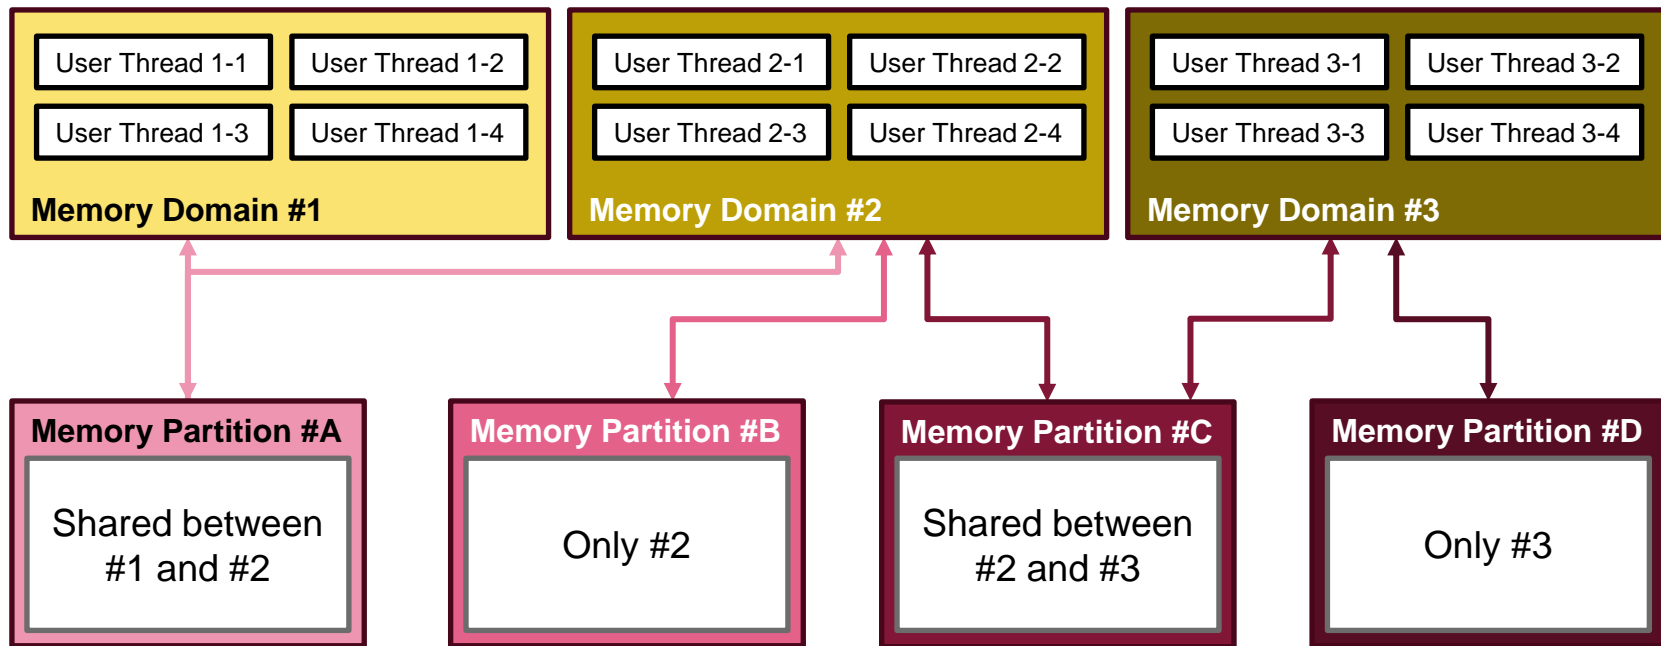 User Thread 1-1
User Thread 1-2
User Thread 1-3
User Thread 1-4
Memory Domain #1
User Thread 2-1
User Thread 2-2
User Thread 2-3
User Thread 2-4
Memory Domain #2
User Thread 3-1
User Thread 3-2
User Thread 3-3
User Thread 3-4
Memory Domain #3
Memory Partition #A
Shared between
#1 and #2
Memory Partition #B
Only #2
Memory Partition #C
Shared between
#2 and #3
Memory Partition #D
Only #3